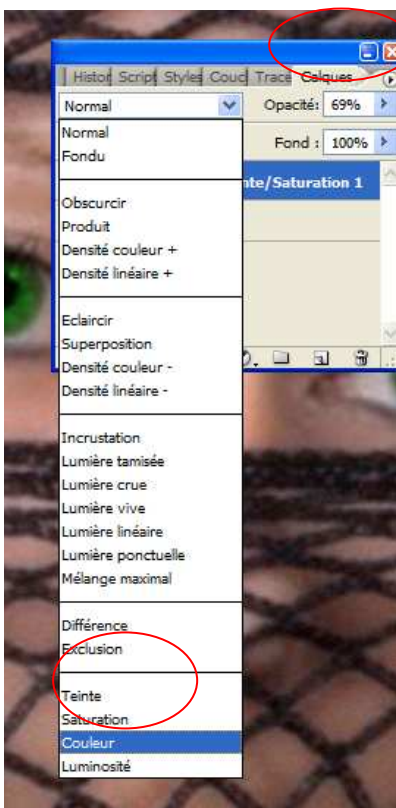 Histor Script Styles Couc Trace Calques
Normal Opacité: 69%
Normal Fond : 100%
Fondu
nte/Saturation 1
Obscurcir
Produit
Densité couleur +
Densité linéaire +
Eclaircir
Superposition
Densité couleur -
Densité linéaire -
Incrustation
Lumière tamisée
Lumière crue
Lumière vive
Lumière linéaire
Lumière ponctuelle
Mélange maximal
Différence
Exclusion
Teinte
Saturation
Couleur
Luminosité